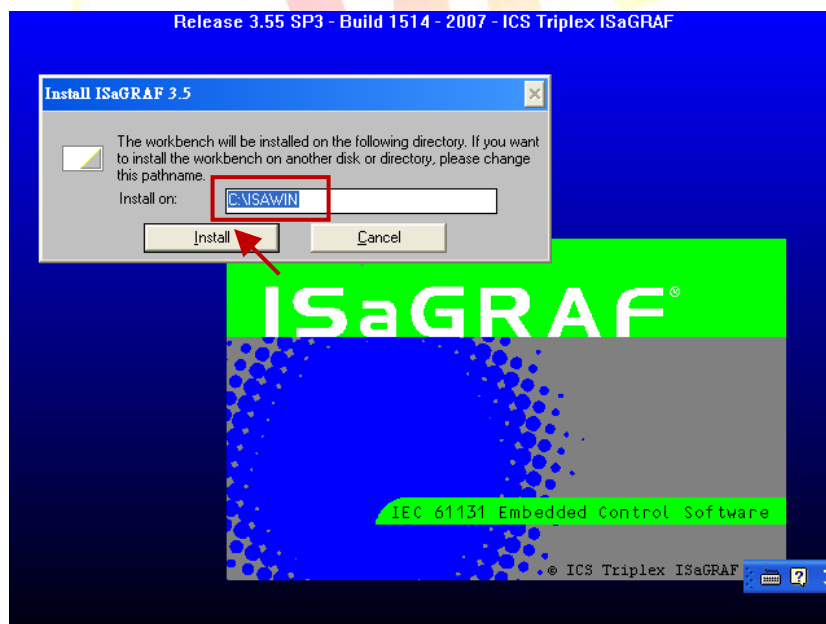 Release 3.55 SP3 - Build 1514 - 2007 - ICS Triplex ISaGRAF
Install ISaGRAF 3.5
The workbench will be installed on the following directory. If you want
to install the workbench on another disk or directory, please change
this pathname.
Install on: C:\ISAWIN
Install Cancel
ISaGRAF®
IEC 61131 Embedded Control Software
© ICS Triplex ISaGRAF